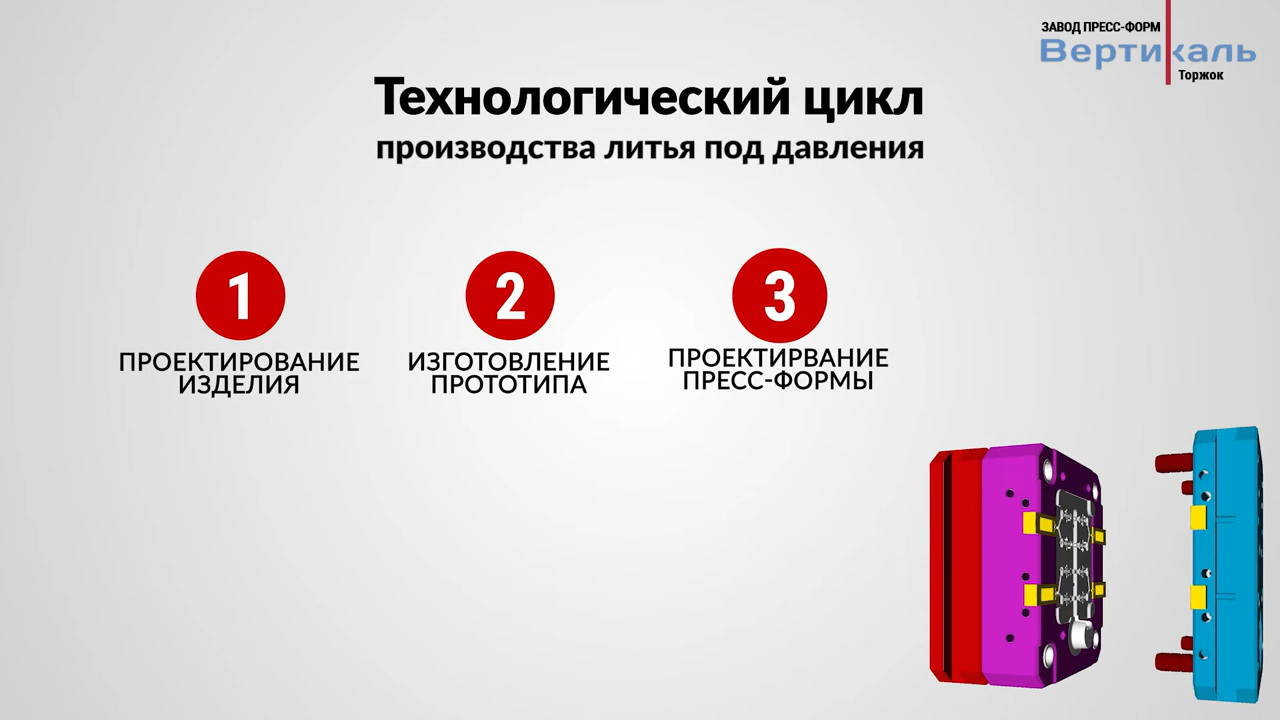 ЗАВОД ПРЕСС-ФОРМ
Вертикаль
Торжок
Технологический цикл
производства литья под давления
1
ПРОЕКТИРОВАНИЕ
ИЗДЕЛИЯ
2
ИЗГОТОВЛЕНИЕ
ПРОТОТИПА
3
ПРОЕКТИРВАНИЕ
ПРЕСС-ФОРМЫ